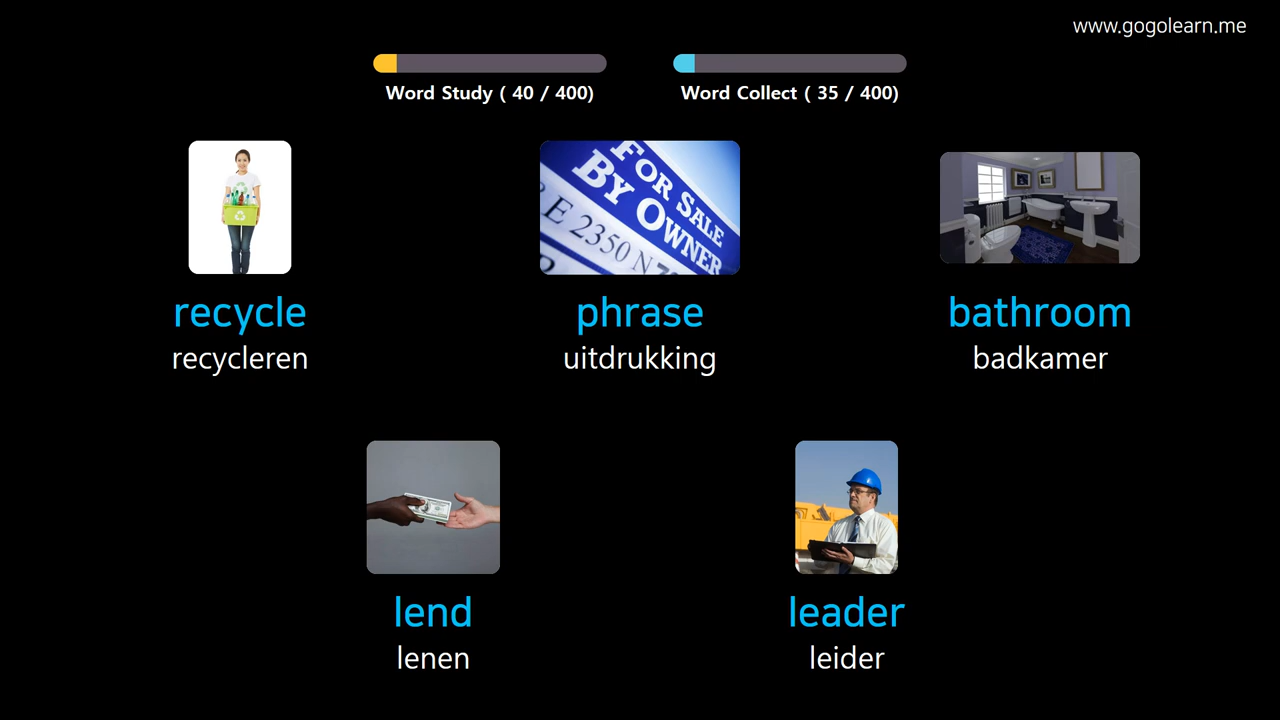 www.gogolearn.me
Word Study ( 40 / 400)
Word Collect ( 35 / 400)
FOR SALE
BY OWNER
E 2350 N
recycle
recycleren
phrase
uitdrukking
bathroom
badkamer
lend
lenen
leader
leider